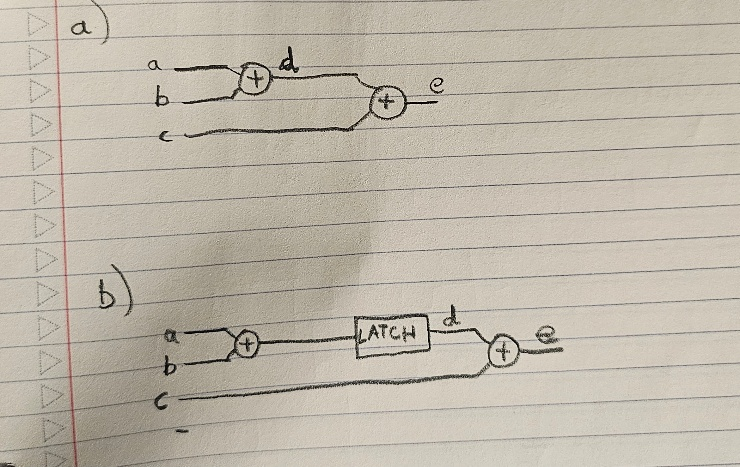 a)
a + d
b + e
c
b)
a + LATCH d
b + e
c